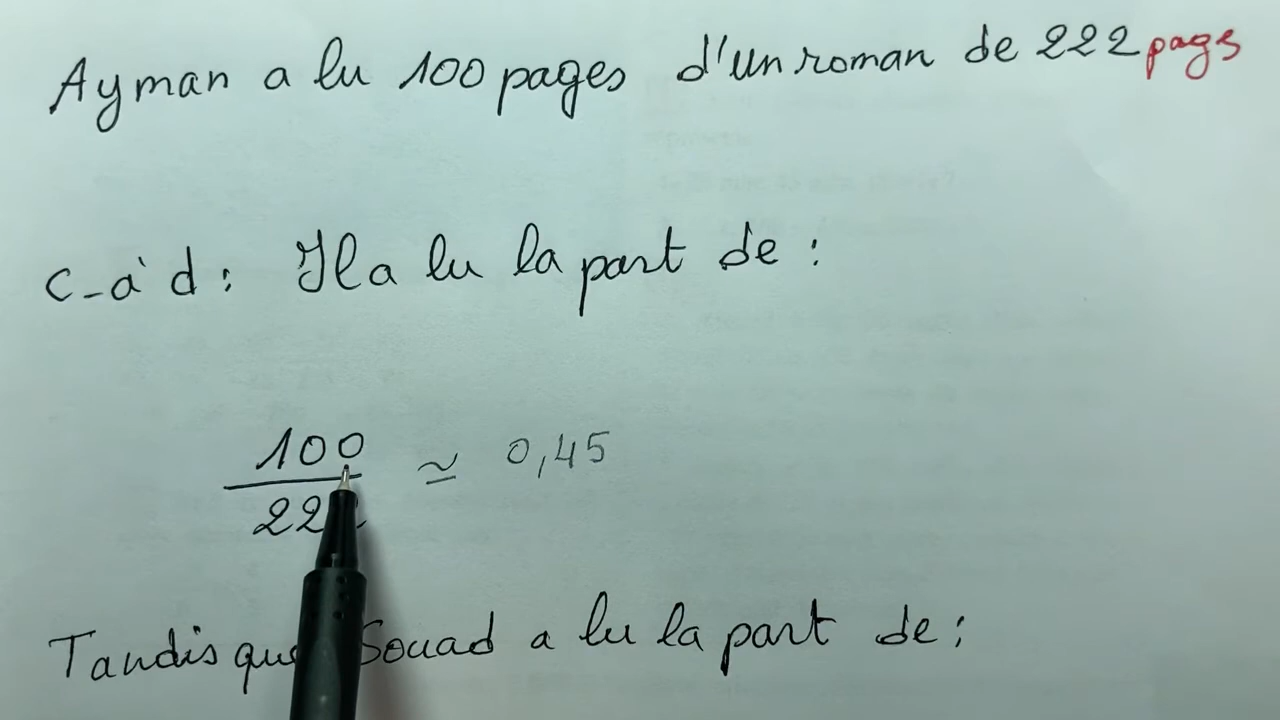 Ayman a lu 100 pages d'un roman de 222 pags
c-à d: Il a lu la part de :
100
≃ 0,45
222
Tandis que Souad a lu la part de :